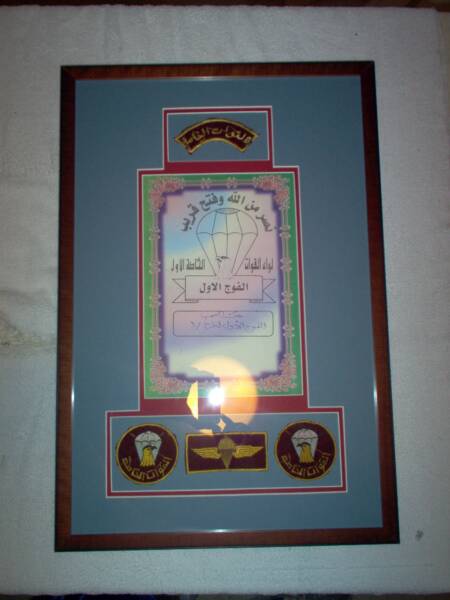 القوات الخاصة
نصر من الله وفتح قريب
لواء القوات الخاصة الاول
الفوج الاول
القوات الخاصة
القوات الخاصة